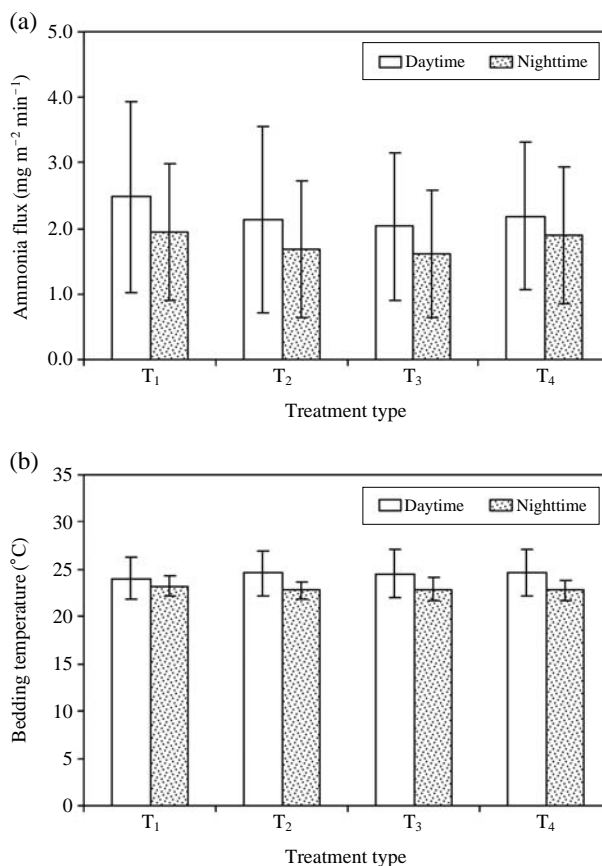 (a)
5.0
4.0
3.0
2.0
1.0
0.0
Ammonia flux (mg m⁻² min⁻¹)
Daytime Nighttime
T₁ T₂ T₃ T₄
Treatment type
(b)
35
30
25
20
15
10
5
0
Bedding temperature (°C)
Daytime Nighttime
T₁ T₂ T₃ T₄
Treatment type